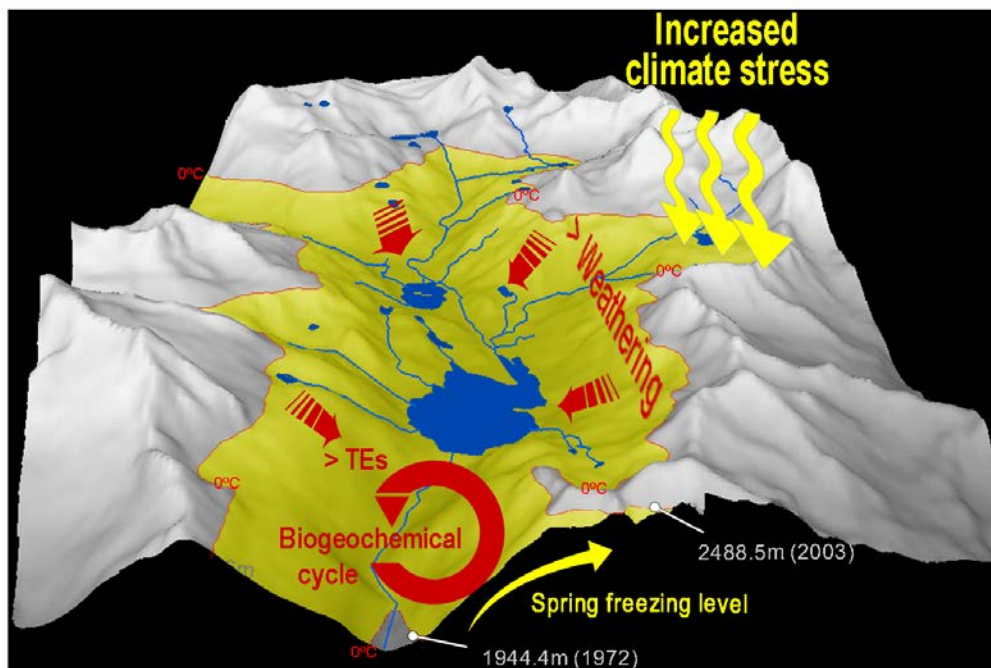 Increased
climate stress
0ºC
0ºC
> Weathering
0ºC
> TEs
0ºC
0ºC
Biogeochemical
cycle
2488.5m (2003)
Spring freezing level
0ºC
1944.4m (1972)